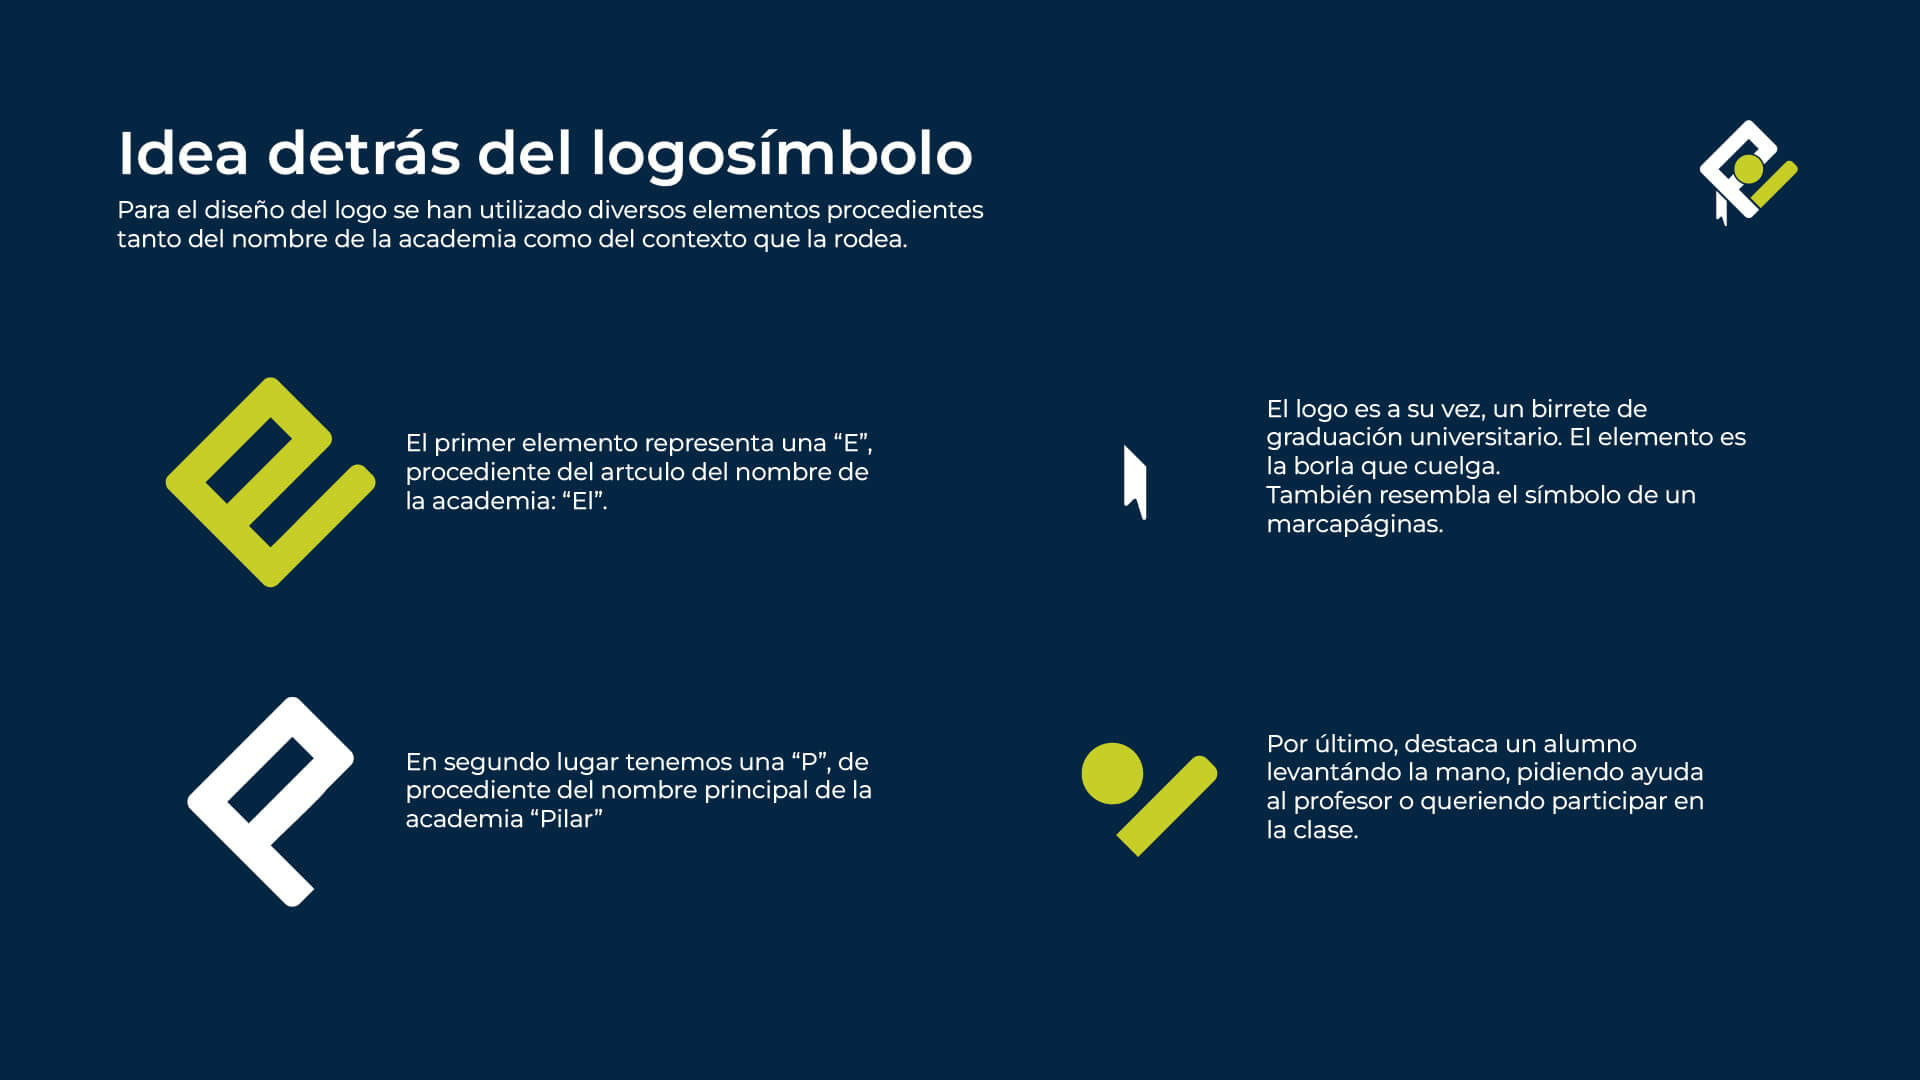 Idea detrás del logosímbolo
Para el diseño del logo se han utilizado diversos elementos procedientes
tanto del nombre de la academia como del contexto que la rodea.
El primer elemento representa una “E”,
procediente del artculo del nombre de
la academia: “El”.
En segundo lugar tenemos una “P”, de
procediente del nombre principal de la
academia “Pilar”
El logo es a su vez, un birrete de
graduación universitario. El elemento es
la borla que cuelga.
También resembla el símbolo de un
marcapáginas.
Por último, destaca un alumno
levantándo la mano, pidiendo ayuda
al profesor o queriendo participar en
la clase.